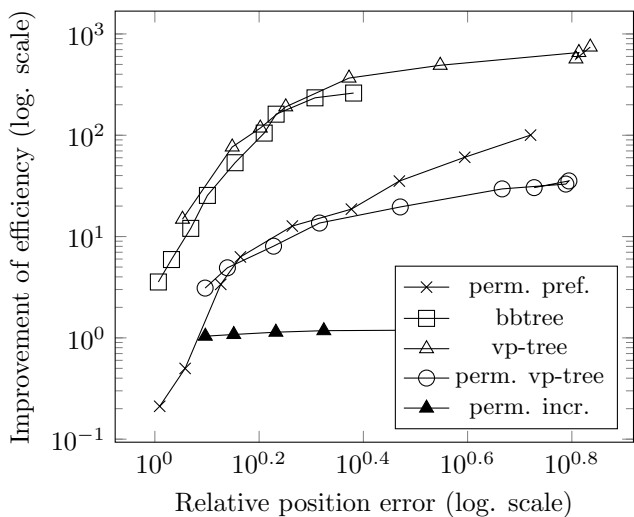 10^3
10^2
10^1
10^0
10^−1
Improvement of efficiency (log. scale)
perm. pref.
bbtree
vp-tree
perm. vp-tree
perm. incr.
10^0 10^0.2 10^0.4 10^0.6 10^0.8
Relative position error (log. scale)